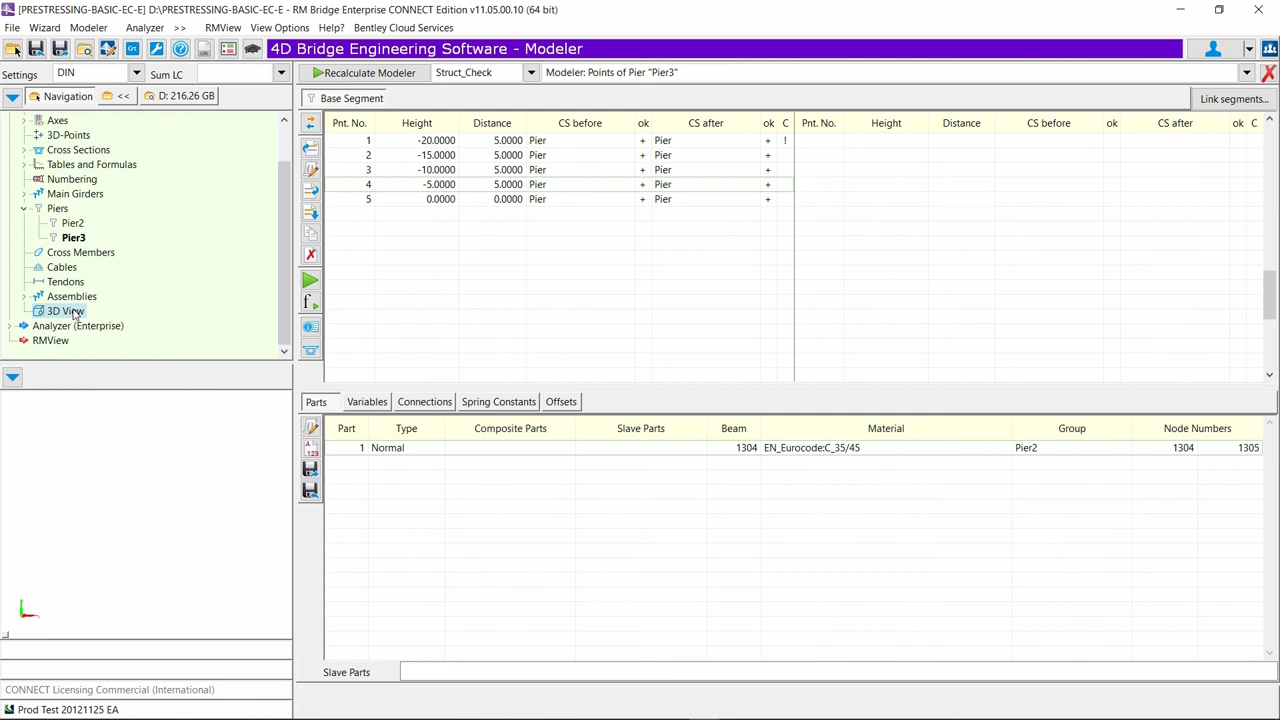 [PRESTRESSING-BASIC-EC-E] D:\PRESTRESSING-BASIC-EC-E - RM Bridge Enterprise CONNECT Edition v11.05.00.10 (64 bit)
File Wizard Modeler Analyzer >> RMView View Options Help? Bentley Cloud Services
4D Bridge Engineering Software - Modeler
Settings DIN Sum LC Recalculate Modeler Struct_Check Modeler: Points of Pier "Pier3"
Navigation << D: 216.26 GB Base Segment Link segments...
Axes
3D-Points
Cross Sections
Tables and Formulas
Numbering
Main Girders
Piers
Pier2
Pier3
Cross Members
Cables
Tendons
Assemblies
3D View
Analyzer (Enterprise)
RMView
Pnt. No. Height Distance CS before ok CS after ok C Pnt. No. Height Distance CS before ok CS after ok C
1 -20.0000 5.0000 Pier + Pier + !
2 -15.0000 5.0000 Pier + Pier +
3 -10.0000 5.0000 Pier + Pier +
4 -5.0000 5.0000 Pier + Pier +
5 0.0000 0.0000 Pier + Pier +
Parts Variables Connections Spring Constants Offsets
Part Type Composite Parts Slave Parts Beam Material Group Node Numbers
1 Normal 1304 EN_Eurocode:C_35/45 Pier2 1304 1305
Slave Parts
CONNECT Licensing Commercial (International)
Prod Test 20121125 EA